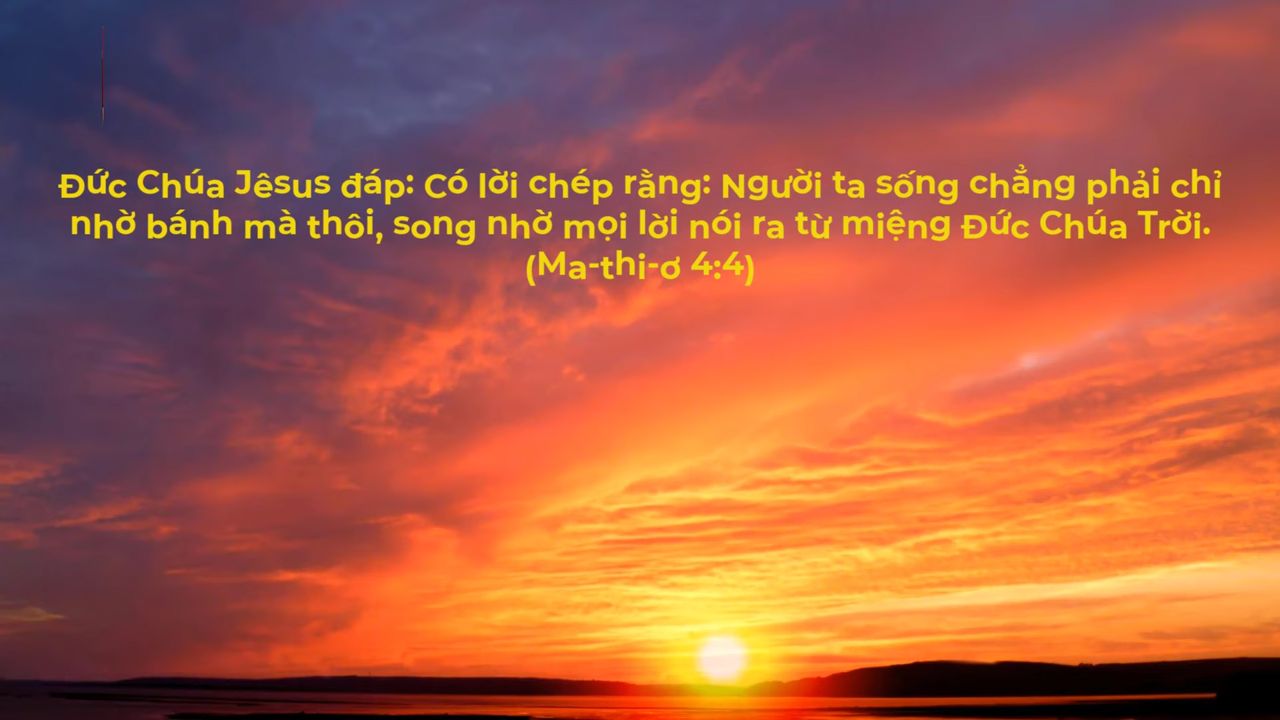 Đức Chúa Jêsus đáp: Có lời chép rằng: Người ta sống chẳng phải chỉ
nhờ bánh mà thôi, song nhờ mọi lời nói ra từ miệng Đức Chúa Trời.
(Ma-thi-ơ 4:4)